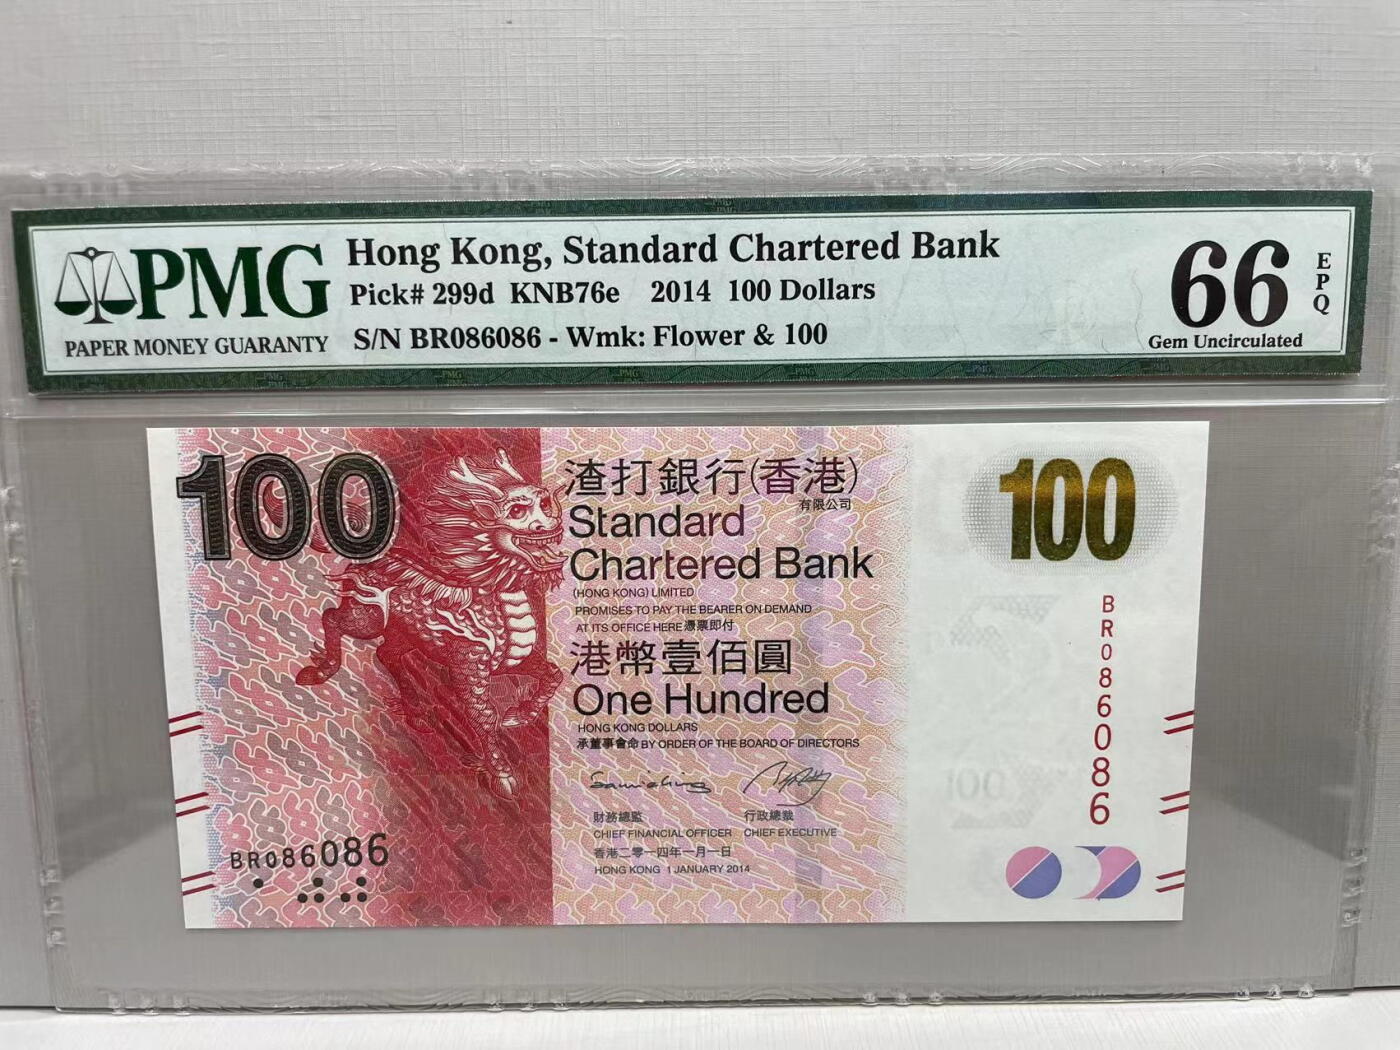 PMG
PAPER MONEY GUARANTY
Hong Kong, Standard Chartered Bank
Pick# 299d KNB76e 2014 100 Dollars
S/N BR086086 - Wmk: Flower & 100
66
EPQ
Gem Uncirculated
100
渣打銀行(香港)
有限公司
Standard
Chartered Bank
(HONG KONG) LIMITED
PROMISES TO PAY THE BEARER ON DEMAND
AT ITS OFFICE HERE 憑票即付
港幣壹佰圓
One Hundred
HONG KONG DOLLARS
承董事會命 BY ORDER OF THE BOARD OF DIRECTORS
財務總監 行政總裁
CHIEF FINANCIAL OFFICER CHIEF EXECUTIVE
香港二零一四年一月一日
HONG KONG 1 JANUARY 2014
BR086086
100
BR086086